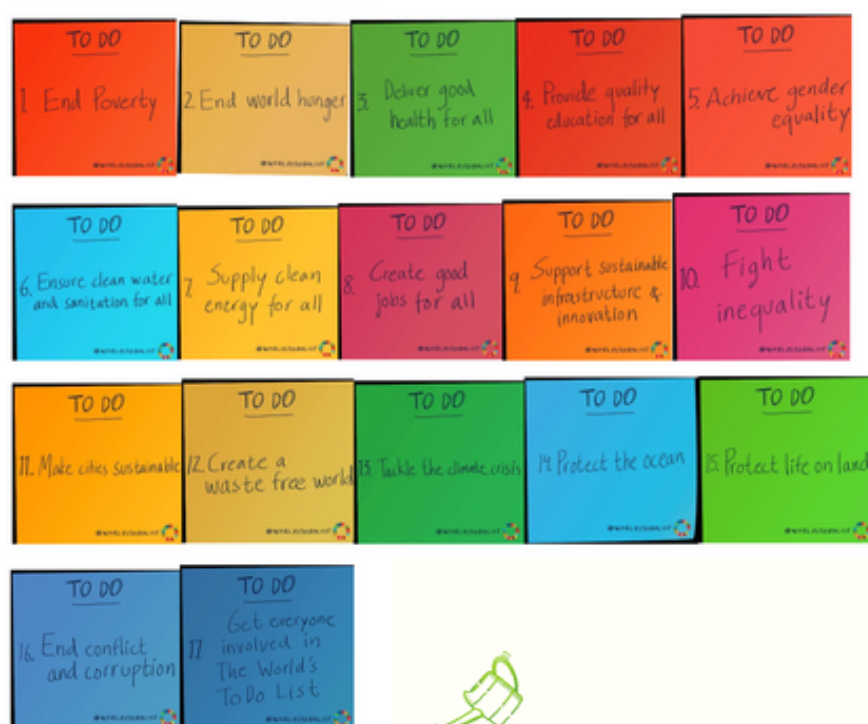 TO DO
1. End Poverty
TO DO
2. End world hunger
TO DO
3. Deliver good
health for all
TO DO
4. Provide quality
education for all
TO DO
5. Achieve gender
equality
TO DO
6. Ensure clean water
and sanitation for all
TO DO
7. Supply clean
energy for all
TO DO
8. Create good
jobs for all
TO DO
9. Support sustainable
infrastructure &
innovation
TO DO
10. Fight
inequality
TO DO
11. Make cities sustainable
TO DO
12. Create a
waste free world
TO DO
13. Tackle the climate crisis
TO DO
14. Protect the ocean
TO DO
15. Protect life on land
TO DO
16. End conflict
and corruption
TO DO
17 Get everyone
involved in
The World's
To Do List